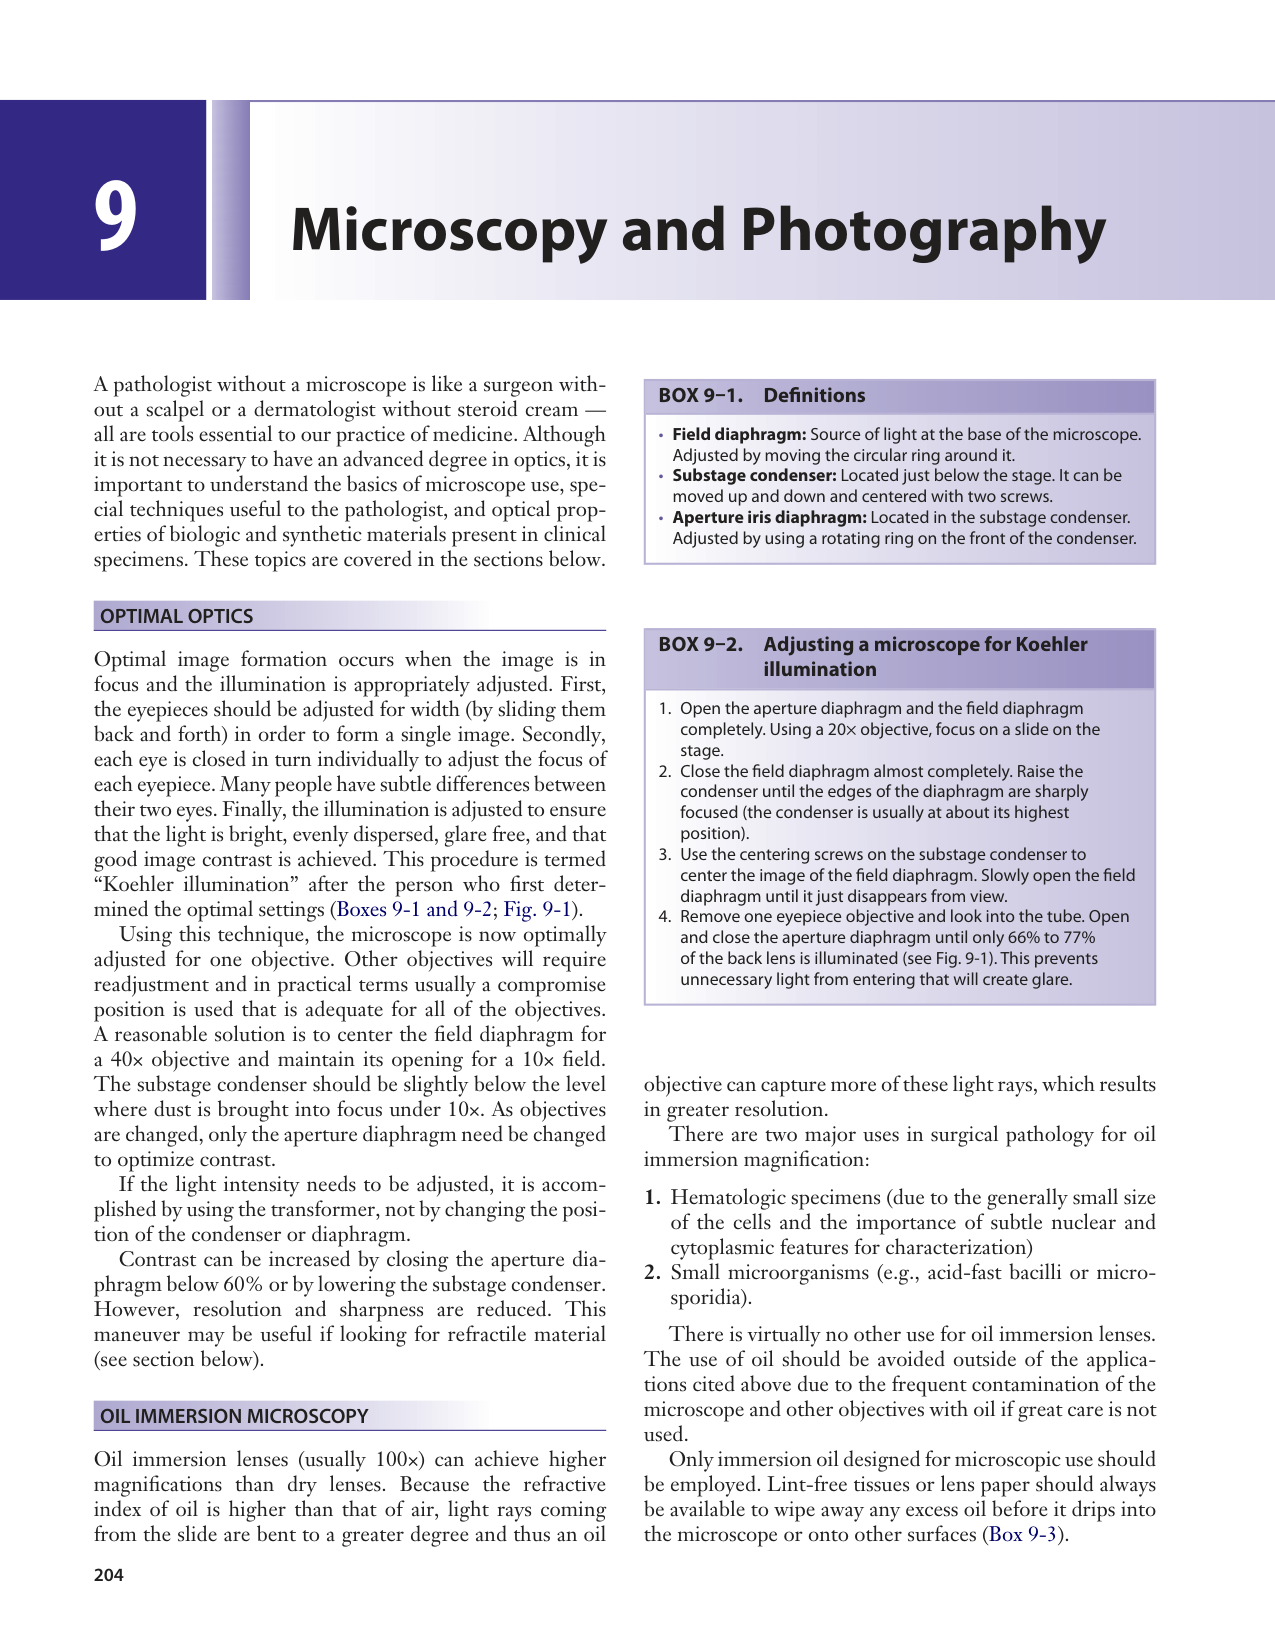 9
Microscopy and Photography
A pathologist without a microscope is like a surgeon with-
out a scalpel or a dermatologist without steroid cream —
all are tools essential to our practice of medicine. Although
it is not necessary to have an advanced degree in optics, it is
important to understand the basics of microscope use, spe-
cial techniques useful to the pathologist, and optical prop-
erties of biologic and synthetic materials present in clinical
specimens. These topics are covered in the sections below.
OPTIMAL OPTICS
Optimal image formation occurs when the image is in
focus and the illumination is appropriately adjusted. First,
the eyepieces should be adjusted for width (by sliding them
back and forth) in order to form a single image. Secondly,
each eye is closed in turn individually to adjust the focus of
each eyepiece. Many people have subtle differences between
their two eyes. Finally, the illumination is adjusted to ensure
that the light is bright, evenly dispersed, glare free, and that
good image contrast is achieved. This procedure is termed
“Koehler illumination” after the person who first deter-
mined the optimal settings (Boxes 9-1 and 9-2; Fig. 9-1).
Using this technique, the microscope is now optimally
adjusted for one objective. Other objectives will require
readjustment and in practical terms usually a compromise
position is used that is adequate for all of the objectives.
A reasonable solution is to center the field diaphragm for
a 40× objective and maintain its opening for a 10× field.
The substage condenser should be slightly below the level
where dust is brought into focus under 10×. As objectives
are changed, only the aperture diaphragm need be changed
to optimize contrast.
If the light intensity needs to be adjusted, it is accom-
plished by using the transformer, not by changing the posi-
tion of the condenser or diaphragm.
Contrast can be increased by closing the aperture dia-
phragm below 60% or by lowering the substage condenser.
However, resolution and sharpness are reduced. This
maneuver may be useful if looking for refractile material
(see section below).
OIL IMMERSION MICROSCOPY
Oil immersion lenses (usually 100×) can achieve higher
magnifications than dry lenses. Because the refractive
index of oil is higher than that of air, light rays coming
from the slide are bent to a greater degree and thus an oil
BOX 9–1. Definitions
• Field diaphragm: Source of light at the base of the microscope.
Adjusted by moving the circular ring around it.
• Substage condenser: Located just below the stage. It can be
moved up and down and centered with two screws.
• Aperture iris diaphragm: Located in the substage condenser.
Adjusted by using a rotating ring on the front of the condenser.
BOX 9–2. Adjusting a microscope for Koehler
illumination
1. Open the aperture diaphragm and the field diaphragm
completely. Using a 20× objective, focus on a slide on the
stage.
2. Close the field diaphragm almost completely. Raise the
condenser until the edges of the diaphragm are sharply
focused (the condenser is usually at about its highest
position).
3. Use the centering screws on the substage condenser to
center the image of the field diaphragm. Slowly open the field
diaphragm until it just disappears from view.
4. Remove one eyepiece objective and look into the tube. Open
and close the aperture diaphragm until only 66% to 77%
of the back lens is illuminated (see Fig. 9-1). This prevents
unnecessary light from entering that will create glare.
objective can capture more of these light rays, which results
in greater resolution.
There are two major uses in surgical pathology for oil
immersion magnification:
1. Hematologic specimens (due to the generally small size
of the cells and the importance of subtle nuclear and
cytoplasmic features for characterization)
2. Small microorganisms (e.g., acid-fast bacilli or micro-
sporidia).
There is virtually no other use for oil immersion lenses.
The use of oil should be avoided outside of the applica-
tions cited above due to the frequent contamination of the
microscope and other objectives with oil if great care is not
used.
Only immersion oil designed for microscopic use should
be employed. Lint-free tissues or lens paper should always
be available to wipe away any excess oil before it drips into
the microscope or onto other surfaces (Box 9-3).
204